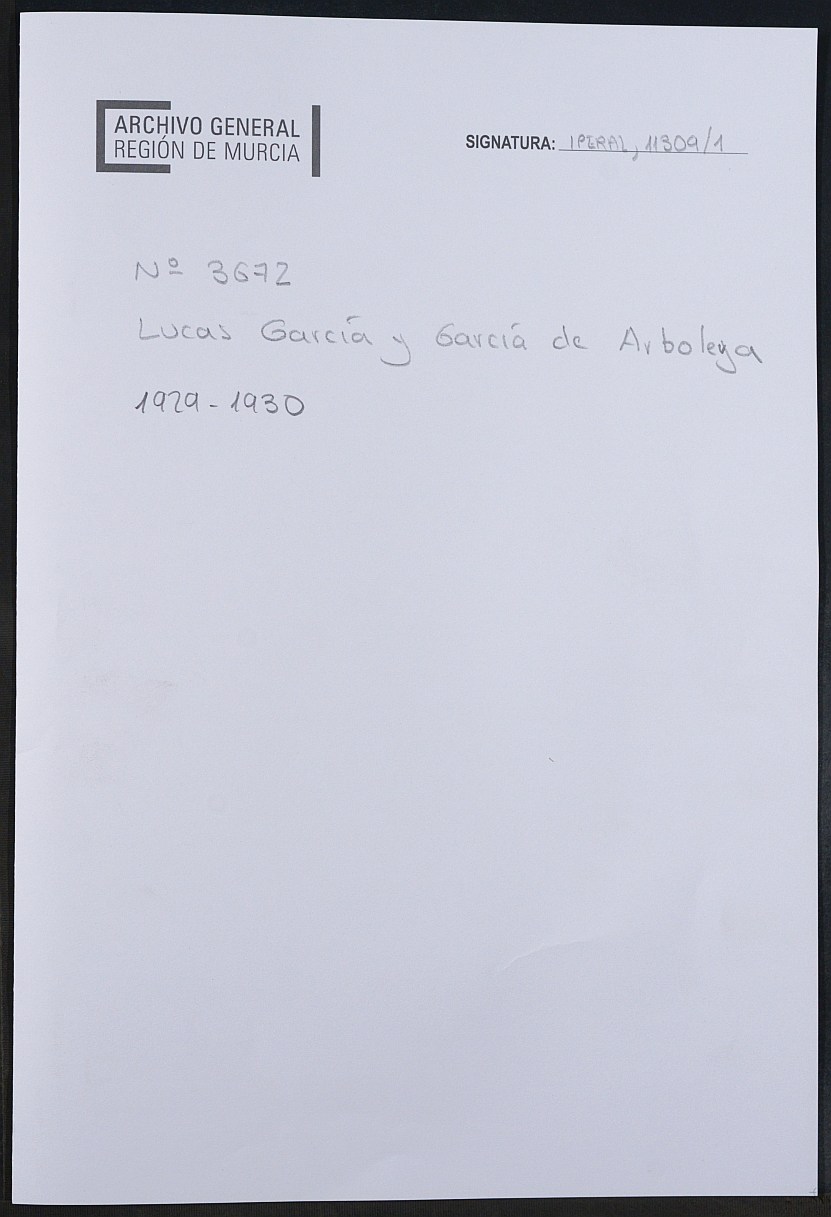 ARCHIVO GENERAL
REGIÓN DE MURCIA
SIGNATURA: IPERAL, 11309/1
Nº 3672
Lucas García y García de Arboleya
1929-1930